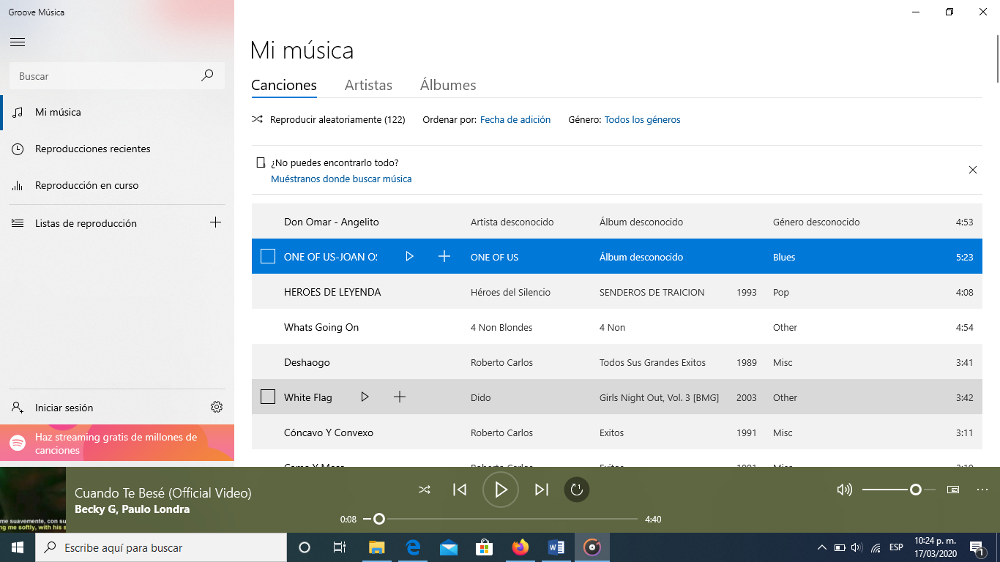 Groove Música
Buscar
Mi música
Reproducciones recientes
Reproducción en curso
Listas de reproducción
Iniciar sesión
Haz streaming gratis de millones de
canciones
Mi música
Canciones Artistas Álbumes
Reproducir aleatoriamente (122) Ordenar por: Fecha de adición Género: Todos los géneros
¿No puedes encontrarlo todo?
Muéstranos donde buscar música
Don Omar - Angelito Artista desconocido Álbum desconocido Género desconocido 4:53
ONE OF US-JOAN OS ONE OF US Álbum desconocido Blues 5:23
HEROES DE LEYENDA Héroes del Silencio SENDEROS DE TRAICION 1993 Pop 4:08
Whats Going On 4 Non Blondes 4 Non Other 4:54
Deshaogo Roberto Carlos Todos Sus Grandes Exitos 1989 Misc 3:41
White Flag Dido Girls Night Out, Vol. 3 [BMG] 2003 Other 3:42
Cóncavo Y Convexo Roberto Carlos Exitos 1991 Misc 3:11
Roberto Carlos Exitos 1991 Misc
me suavemente, con su
ng me softly, with his s
Cuando Te Besé (Official Video)
Becky G, Paulo Londra
0:08 4:40
Escribe aquí para buscar
ESP
10:24 p. m.
17/03/2020
1